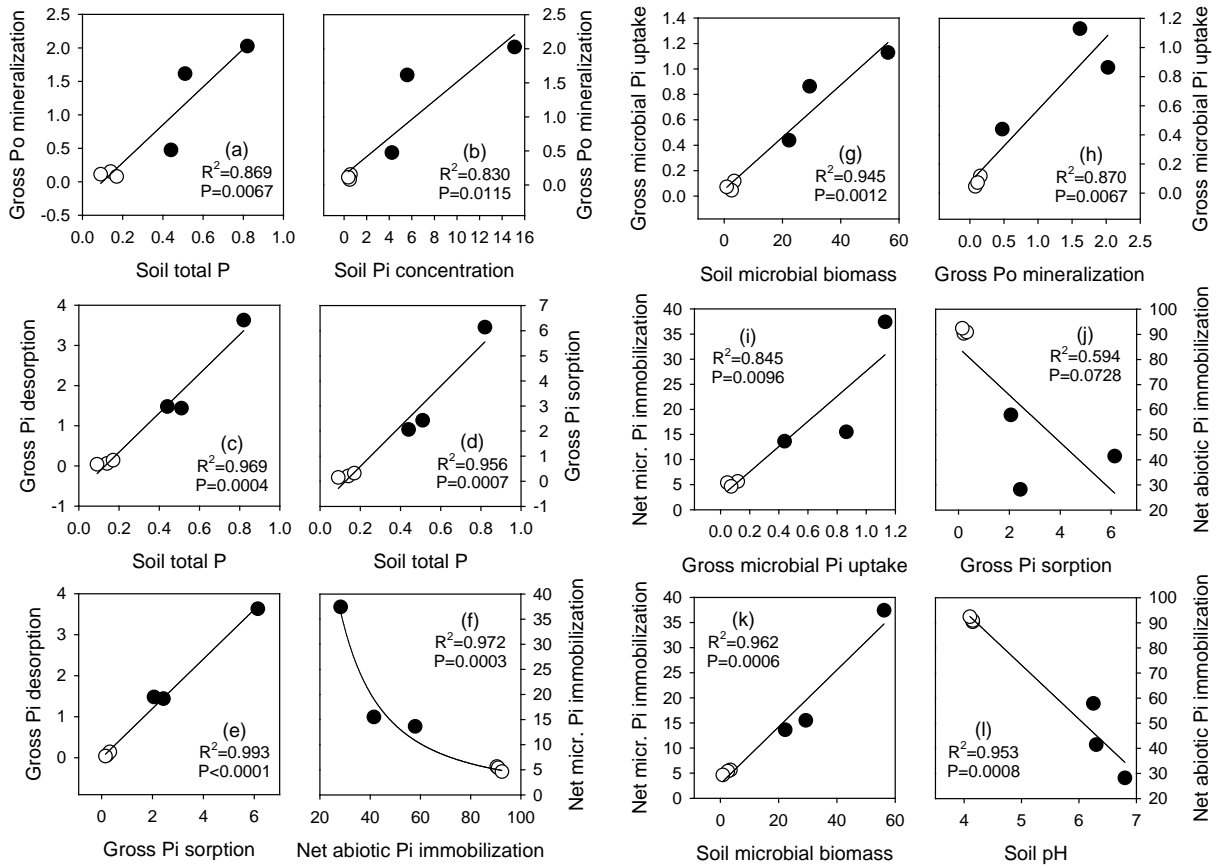 Gross Po mineralization
2.5
2.0
1.5
1.0
0.5
0.0
-0.5
(a)
R²=0.869
P=0.0067
0.0 0.2 0.4 0.6 0.8 1.0
Soil total P
(b)
R²=0.830
P=0.0115
0 2 4 6 8 10 12 14 16
Soil Pi concentration
2.5
2.0
1.5
1.0
0.5
0.0
Gross Po mineralization
Gross microbial Pi uptake
1.4
1.2
1.0
0.8
0.6
0.4
0.2
0.0
(g)
R²=0.945
P=0.0012
0 20 40 60
Soil microbial biomass
(h)
R²=0.870
P=0.0067
0.0 0.5 1.0 1.5 2.0 2.5
Gross Po mineralization
1.2
1.0
0.8
0.6
0.4
0.2
0.0
Gross microbial Pi uptake
Gross Pi desorption
4
3
2
1
0
-1
(c)
R²=0.969
P=0.0004
0.0 0.2 0.4 0.6 0.8 1.0
Soil total P
(d)
R²=0.956
P=0.0007
0.0 0.2 0.4 0.6 0.8 1.0
Soil total P
7
6
5
4
3
2
1
0
-1
Gross Pi sorption
Net micr. Pi immobilization
40
35
30
25
20
15
10
5
0
(i)
R²=0.845
P=0.0096
0.0 0.2 0.4 0.6 0.8 1.0 1.2
Gross microbial Pi uptake
(j)
R²=0.594
P=0.0728
0 2 4 6
Gross Pi sorption
100
90
80
70
60
50
40
30
20
Net abiotic Pi immobilization
Gross Pi desorption
4
3
2
1
0
(e)
R²=0.993
P<0.0001
0 2 4 6
Gross Pi sorption
(f)
R²=0.972
P=0.0003
20 40 60 80 100
Net abiotic Pi immobilization
40
35
30
25
20
15
10
5
0
Net micr. Pi immobilization
Net micr. Pi immobilization
40
35
30
25
20
15
10
5
0
(k)
R²=0.962
P=0.0006
0 20 40 60
Soil microbial biomass
(l)
R²=0.953
P=0.0008
4 5 6 7
Soil pH
100
90
80
70
60
50
40
30
20
Net abiotic Pi immobilization